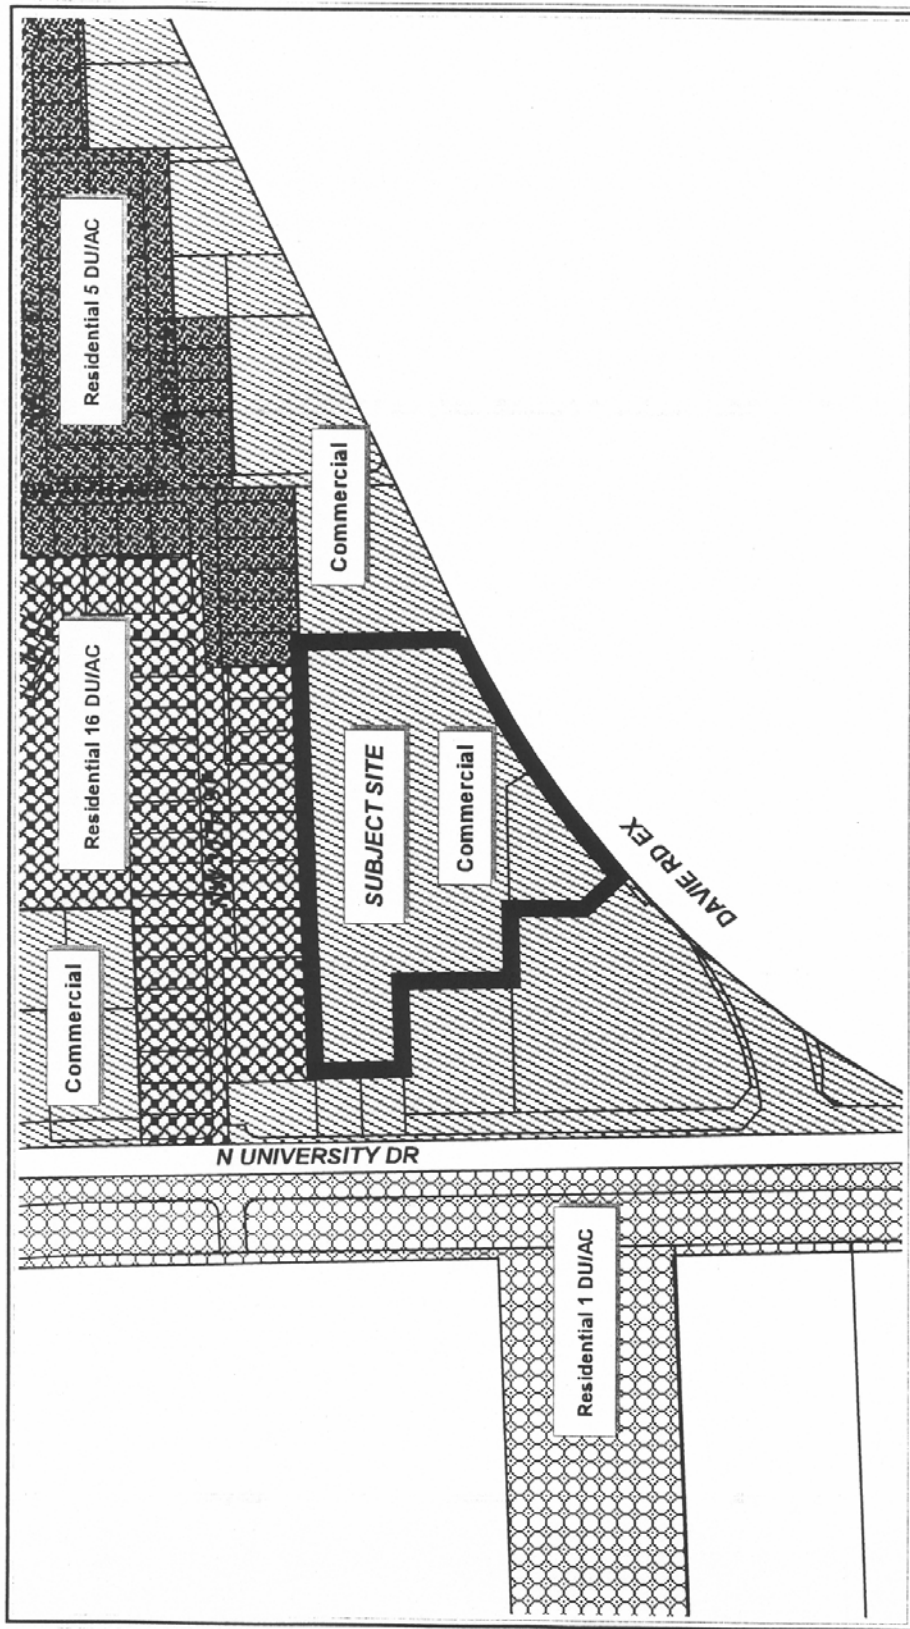 Commercial
Residential 16 DU/AC
Residential 5 DU/AC
N UNIVERSITY DR
SUBJECT SITE
Commercial
Commercial
Residential 1 DU/AC
DAVIE RD EX